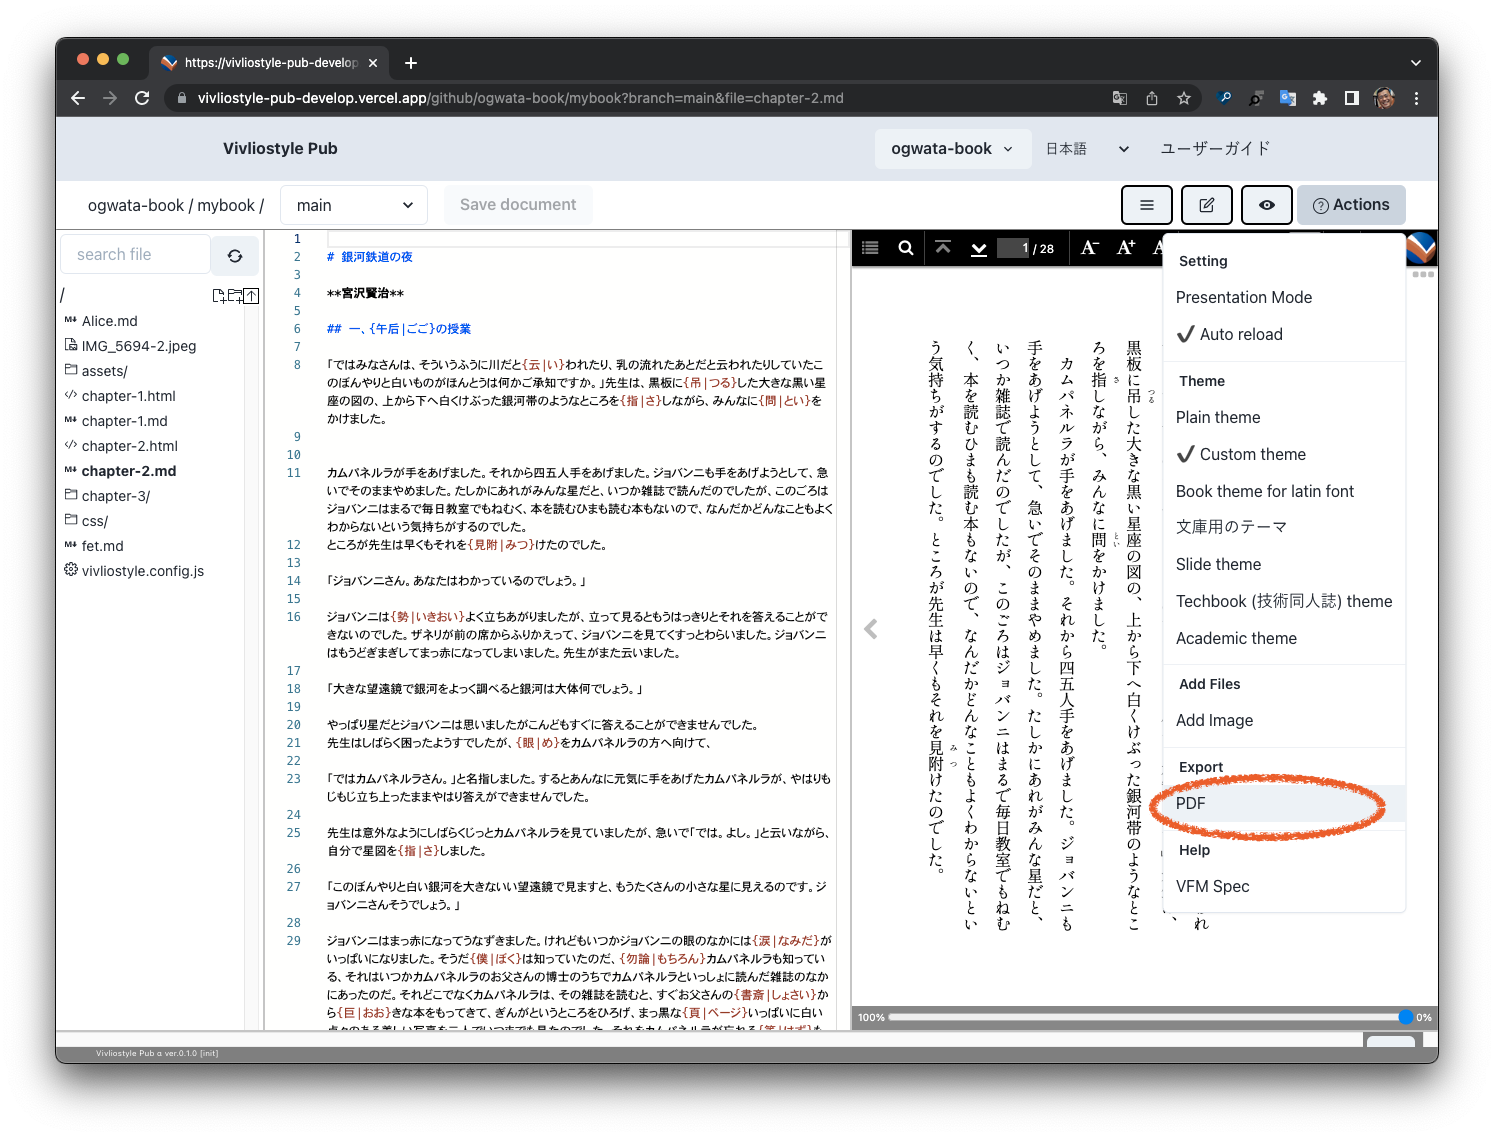 https://vivliostyle-pub-develop
vivliostyle-pub-develop.vercel.app/github/ogwata-book/mybook?branch=main&file=chapter-2.md
Vivliostyle Pub
ogwata-book
日本語
ユーザーガイド
ogwata-book / mybook /
main
Save document
Actions
search file
/
Alice.md
IMG_5694-2.jpeg
assets/
chapter-1.html
chapter-1.md
chapter-2.html
chapter-2.md
chapter-3/
css/
fet.md
vivliostyle.config.js
1
2 # 銀河鉄道の夜
3
4 **宮沢賢治**
5
6 ## 一、{午后|ごご}の授業
7
8 「ではみなさんは、そういうふうに川だと{云|い}われたり、乳の流れたあとだと云われたりしていたこ
のぼんやりと白いものがほんとうは何かご承知ですか。」先生は、黒板に{吊|つる}した大きな黒い星
座の図の、上から下へ白くけぶった銀河帯のようなところを{指|さ}しながら、みんなに{問|とい}を
かけました。
9
10
11 カムパネルラが手をあげました。それから四五人手をあげました。ジョバンニも手をあげようとして、急
いでそのままやめました。たしかにあれがみんな星だと、いつか雑誌で読んだのでしたが、このごろは
ジョバンニはまるで毎日教室でもねむく、本を読むひまも読む本もないので、なんだかどんなこともよく
わからないという気持ちがするのでした。
12 ところが先生は早くもそれを{見附|みつ}けたのでした。
13
14 「ジョバンニさん。あなたはわかっているのでしょう。」
15
16 ジョバンニは{勢|いきおい}よく立ちあがりましたが、立って見るともうはっきりとそれを答えることがで
きないのでした。ザネリが前の席からふりかえって、ジョバンニを見てくすっとわらいました。ジョバンニ
はもうどぎまぎしてまっ赤になってしまいました。先生がまた云いました。
17
18 「大きな望遠鏡で銀河をよっく調べると銀河は大体何でしょう。」
19
20 やっぱり星だとジョバンニは思いましたがこんどもすぐに答えることができませんでした。
21 先生はしばらく困ったようすでしたが、{眼|め}をカムパネルラの方へ向けて、
22
23 「ではカムパネルラさん。」と名指しました。するとあんなに元気に手をあげたカムパネルラが、やはりも
じもじ立ち上ったままやはり答えができませんでした。
24
25 先生は意外なようにしばらくじっとカムパネルラを見ていましたが、急いで「では。よし。」と云いながら、
自分で星図を{指|さ}しました。
26
27 「このぼんやりと白い銀河を大きないい望遠鏡で見ますと、もうたくさんの小さな星に見えるのです。ジ
ョバンニさんそうでしょう。」
28
29 ジョバンニはまっ赤になってうなずきました。けれどもいつかジョバンニの眼のなかには{涙|なみだ}が
いっぱいになりました。そうだ{僕|ぼく}は知っていたのだ、{勿論|もちろん}カムパネルラも知ってい
る、それはいつかカムパネルラのお父さんの博士のうちでカムパネルラといっしょに読んだ雑誌のなか
にあったのだ。それどこでなくカムパネルラは、その雑誌を読むと、すぐお父さんの{書斎|しょさい}か
ら{巨|おお}きな本をもってきて、ぎんがというところをひろげ、まっ黒な{頁|ページ}いっぱいに白い
1 / 28
A- A+ A
れ
黒板に吊した大きな黒い星座の図の、上から下へ白くけぶった銀河帯のようなとこ
つる
ろを指しながら、みんなに問をかけました。
さ とい
カムパネルラが手をあげました。それから四五人手をあげました。ジョバンニも
手をあげようとして、急いでそのままやめました。たしかにあれがみんな星だと、
いつか雑誌で読んだのでしたが、このごろはジョバンニはまるで毎日教室でもねむ
く、本を読むひまも読む本もないので、なんだかどんなこともよくわからないとい
う気持ちがするのでした。ところが先生は早くもそれを見附けたのでした。
みつ
100%
0%
Setting
Presentation Mode
Auto reload
Theme
Plain theme
Custom theme
Book theme for latin font
文庫用のテーマ
Slide theme
Techbook (技術同人誌) theme
Academic theme
Add Files
Add Image
Export
PDF
Help
VFM Spec
Vivliostyle Pub α ver.0.1.0 [init]